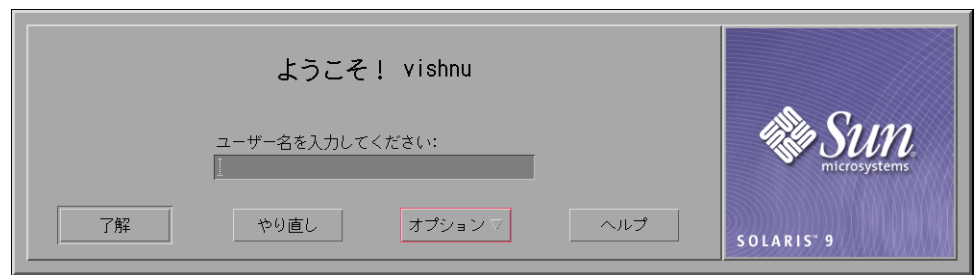 ようこそ！ vishnu
ユーザー名を入力してください:
了解 やり直し オプション ヘルプ
Sun
microsystems
SOLARIS™ 9